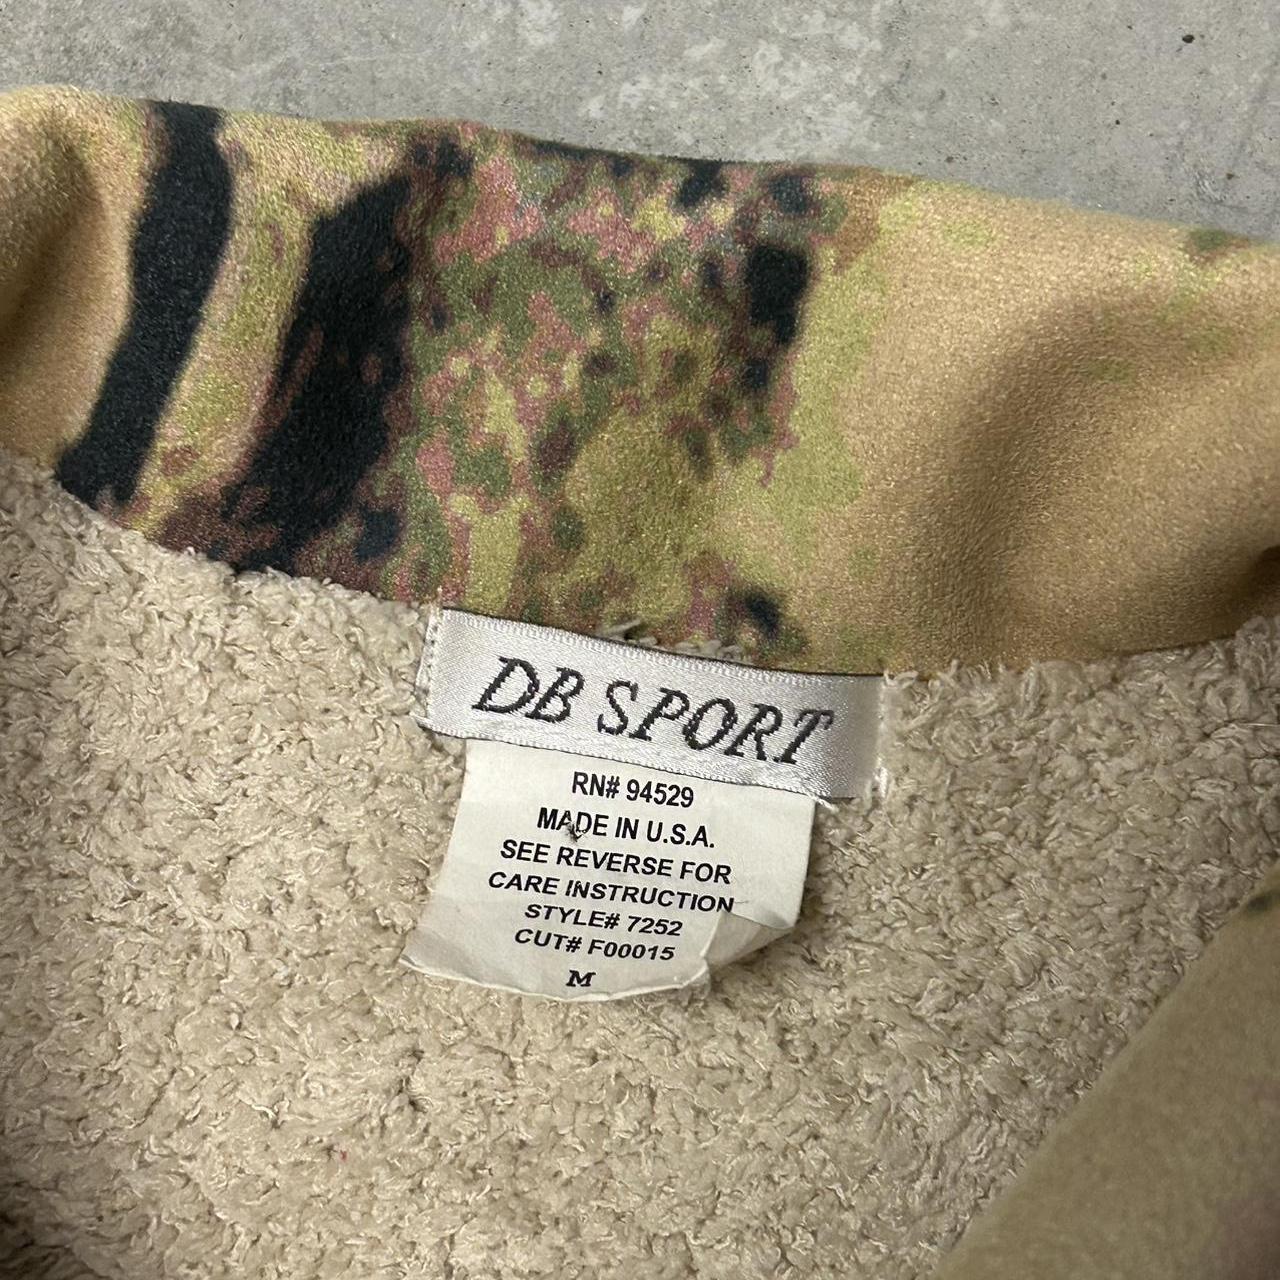 DB SPORT
RN# 94529
MADE IN U.S.A.
SEE REVERSE FOR
CARE INSTRUCTION
STYLE# 7252
CUT# F00015
M